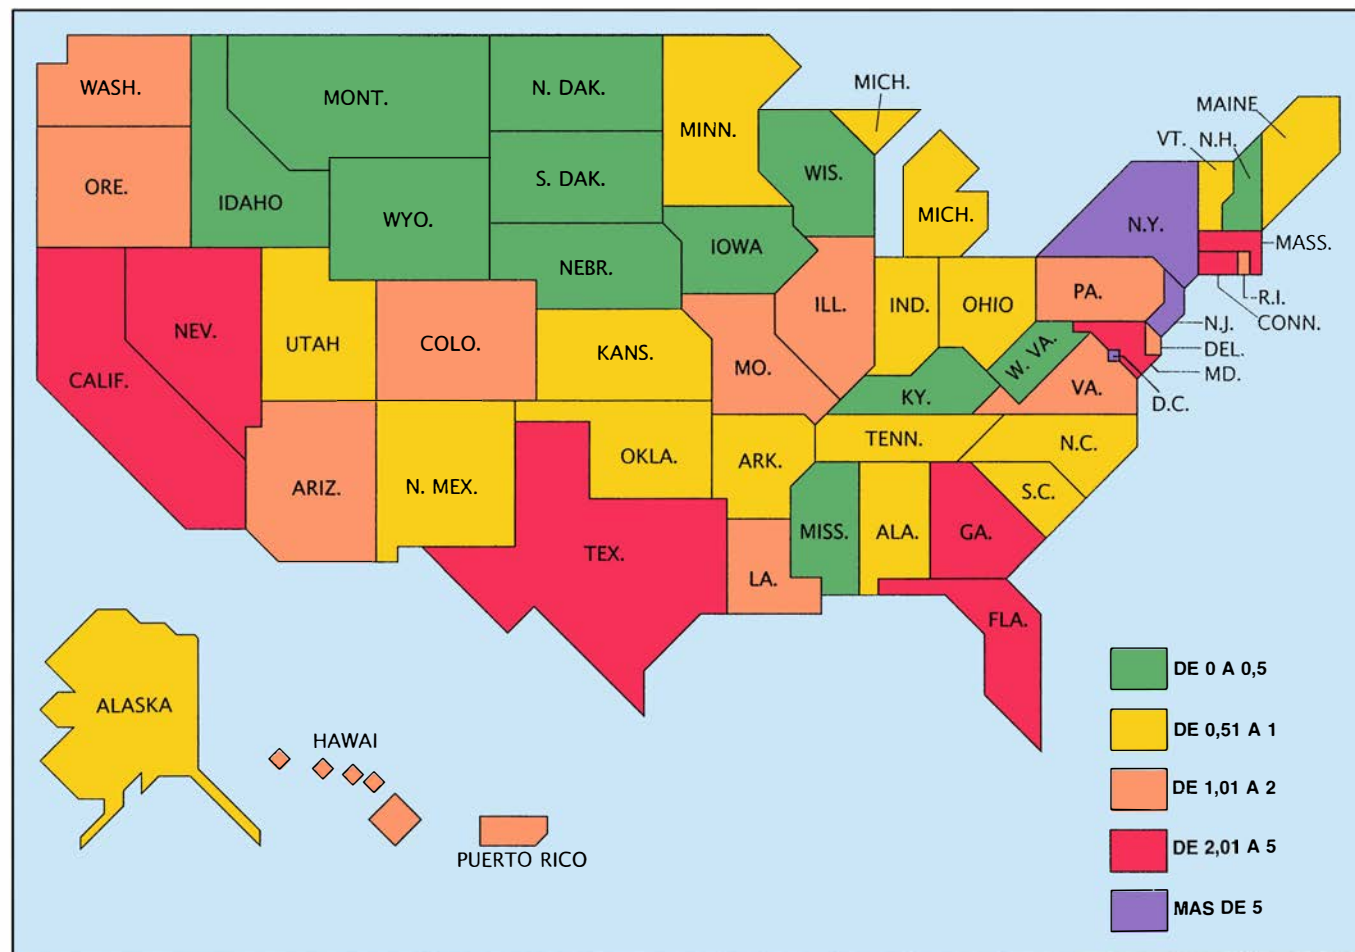 WASH.
MONT.
N. DAK.
MINN.
MICH.
MAINE
VT.
N.H.
ORE.
IDAHO
WYO.
S. DAK.
WIS.
MICH.
N.Y.
MASS.
NEBR.
IOWA
R.I.
CONN.
NEV.
UTAH
COLO.
KANS.
MO.
ILL.
IND.
OHIO
PA.
N.J.
DEL.
MD.
D.C.
CALIF.
W. VA.
VA.
KY.
ARIZ.
N. MEX.
OKLA.
ARK.
TENN.
N.C.
S.C.
TEX.
LA.
MISS.
ALA.
GA.
FLA.
ALASKA
HAWAI
PUERTO RICO
DE 0 A 0,5
DE 0,51 A 1
DE 1,01 A 2
DE 2,01 A 5
MAS DE 5